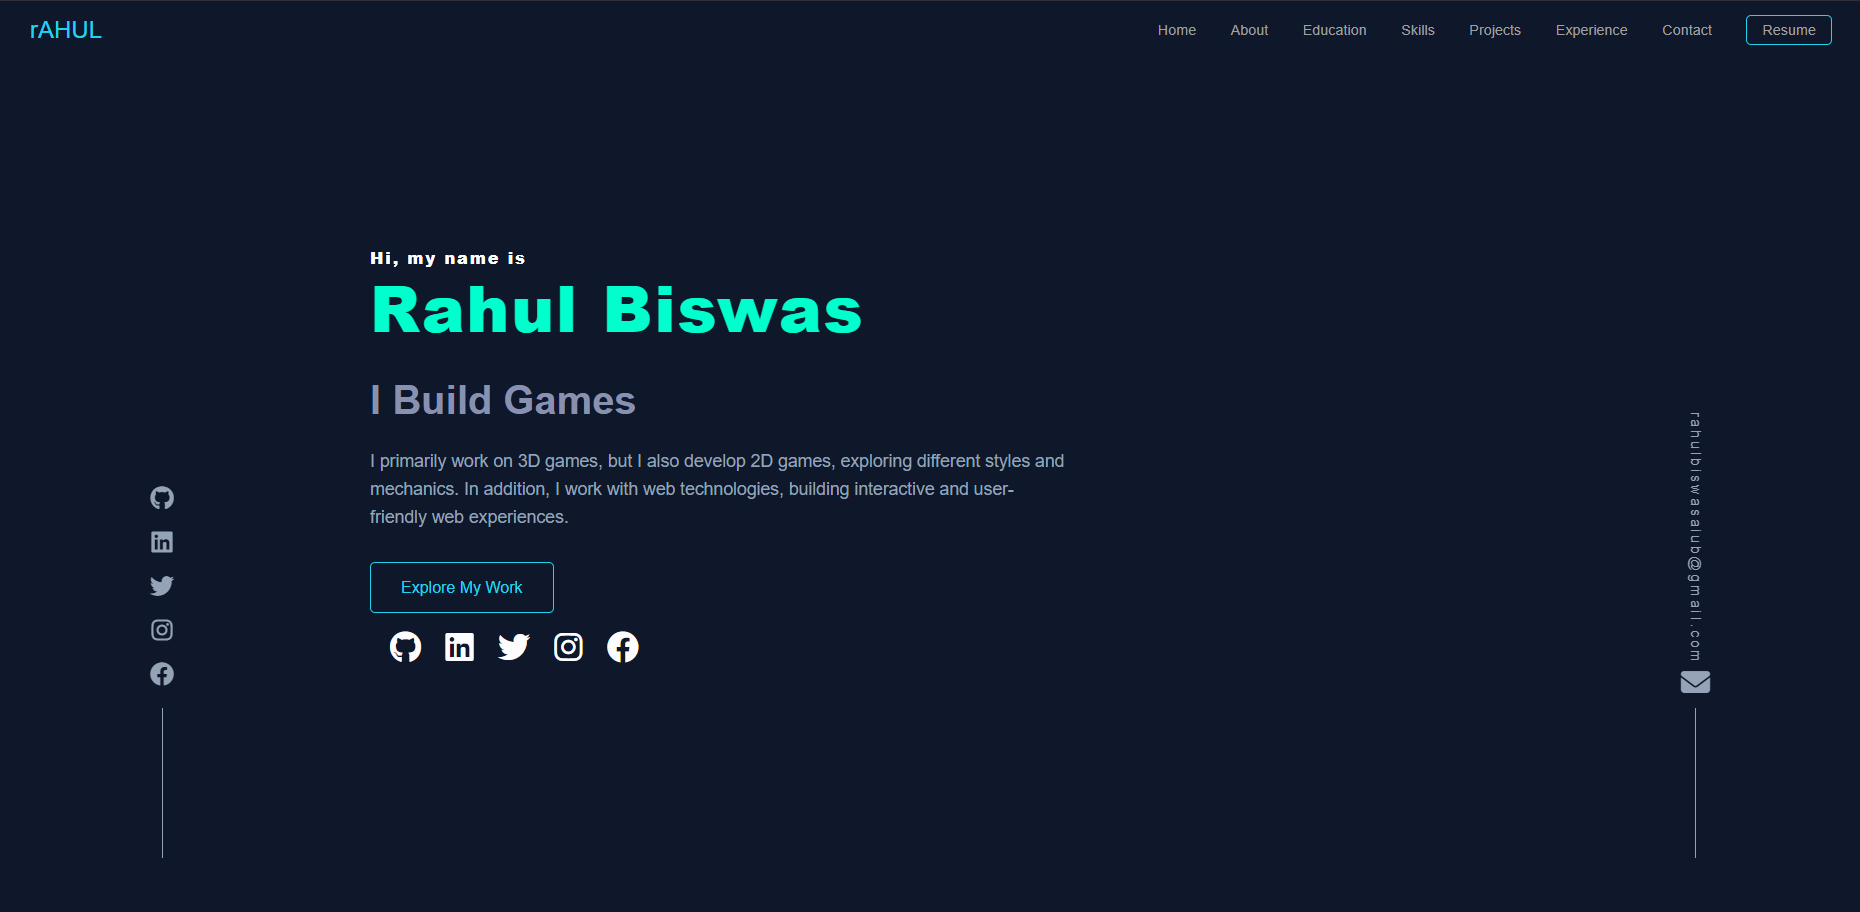 rAHUL
Home About Education Skills Projects Experience Contact Resume
Hi, my name is
Rahul Biswas
I Build Games
I primarily work on 3D games, but I also develop 2D games, exploring different styles and
mechanics. In addition, I work with web technologies, building interactive and user-
friendly web experiences.
Explore My Work
rahulbiswasaiub@gmail.com